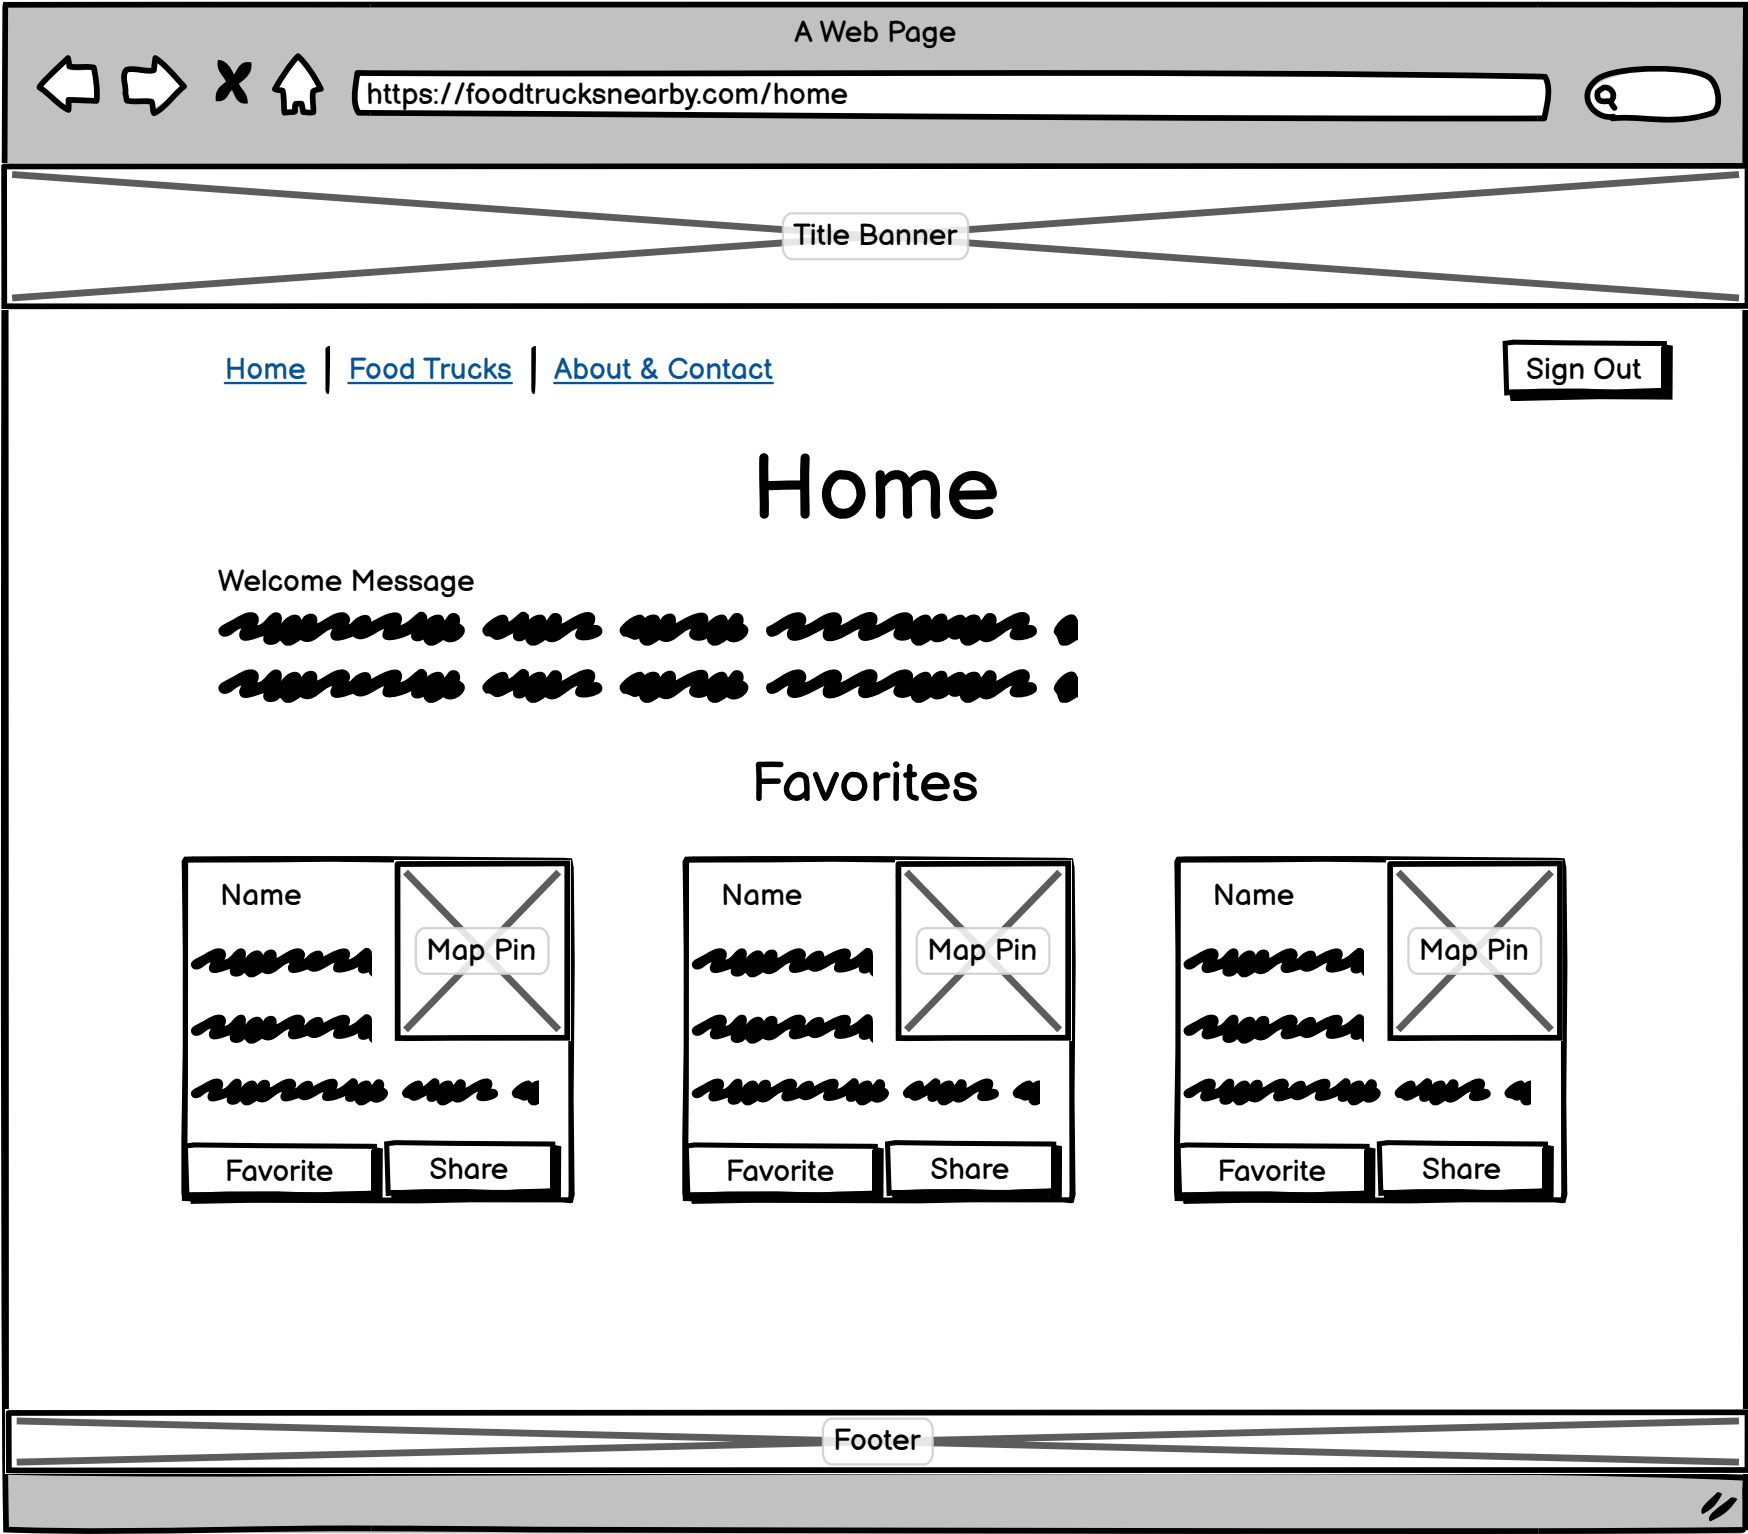 A Web Page
https://foodtrucksnearby.com/home
Title Banner
Home
Food Trucks
About & Contact
Sign Out
Home
Welcome Message
Favorites
Name
Map Pin
Favorite
Share
Name
Map Pin
Favorite
Share
Name
Map Pin
Favorite
Share
Footer